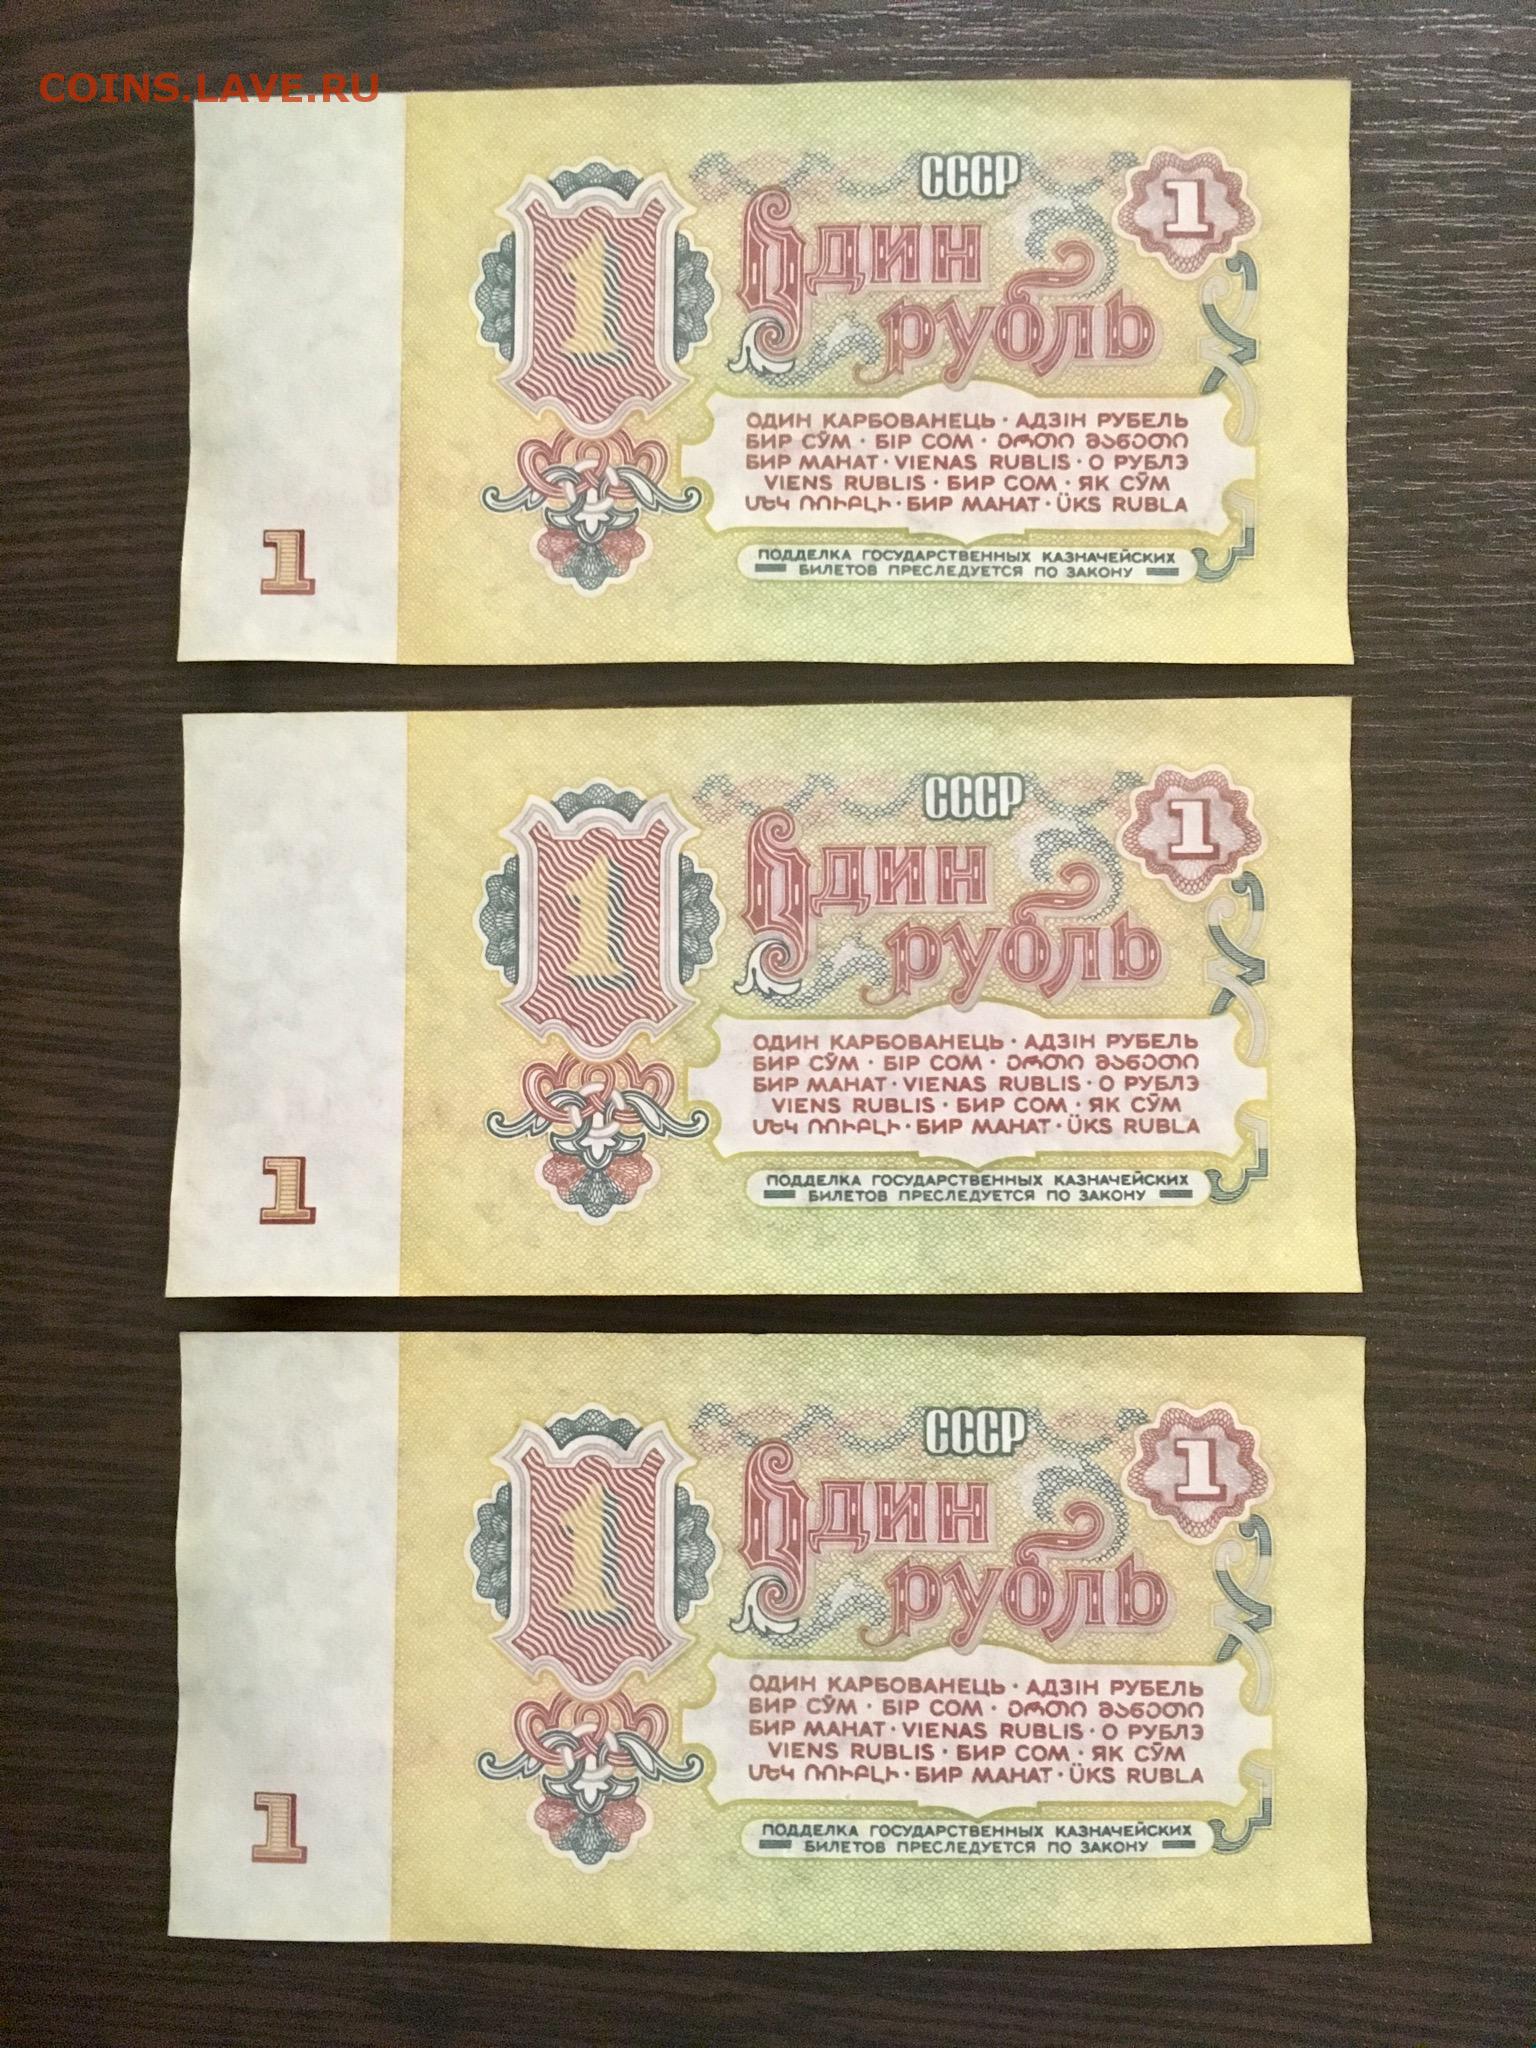 COINS.LAVE.RU
СССР
1
1
Один
рубль
ОДИН КАРБОВАНЕЦЬ · АДЗІН РУБЕЛЬ
БИР СЎМ · БІР СОМ · ᲔᲠᲗᲘ ᲛᲐᲜᲔᲗᲘ
БИР МАНАТ · VIENAS RUBLIS · О РУБЛЭ
VIENS RUBLIS · БИР СОМ · ЯК СӮМ
ՄԵԿ ՌՈՒԲԼԻ · БИР МАНАТ · ÜKS RUBLA
ПОДДЕЛКА ГОСУДАРСТВЕННЫХ КАЗНАЧЕЙСКИХ
БИЛЕТОВ ПРЕСЛЕДУЕТСЯ ПО ЗАКОНУ
1
СССР
1
1
Один
рубль
ОДИН КАРБОВАНЕЦЬ · АДЗІН РУБЕЛЬ
БИР СЎМ · БІР СОМ · ᲔᲠᲗᲘ ᲛᲐᲜᲔᲗᲘ
БИР МАНАТ · VIENAS RUBLIS · О РУБЛЭ
VIENS RUBLIS · БИР СОМ · ЯК СӮМ
ՄԵԿ ՌՈՒԲԼԻ · БИР МАНАТ · ÜKS RUBLA
ПОДДЕЛКА ГОСУДАРСТВЕННЫХ КАЗНАЧЕЙСКИХ
БИЛЕТОВ ПРЕСЛЕДУЕТСЯ ПО ЗАКОНУ
1
СССР
1
1
Один
рубль
ОДИН КАРБОВАНЕЦЬ · АДЗІН РУБЕЛЬ
БИР СЎМ · БІР СОМ · ᲔᲠᲗᲘ ᲛᲐᲜᲔᲗᲘ
БИР МАНАТ · VIENAS RUBLIS · О РУБЛЭ
VIENS RUBLIS · БИР СОМ · ЯК СӮМ
ՄԵԿ ՌՈՒԲԼԻ · БИР МАНАТ · ÜKS RUBLA
ПОДДЕЛКА ГОСУДАРСТВЕННЫХ КАЗНАЧЕЙСКИХ
БИЛЕТОВ ПРЕСЛЕДУЕТСЯ ПО ЗАКОНУ
1